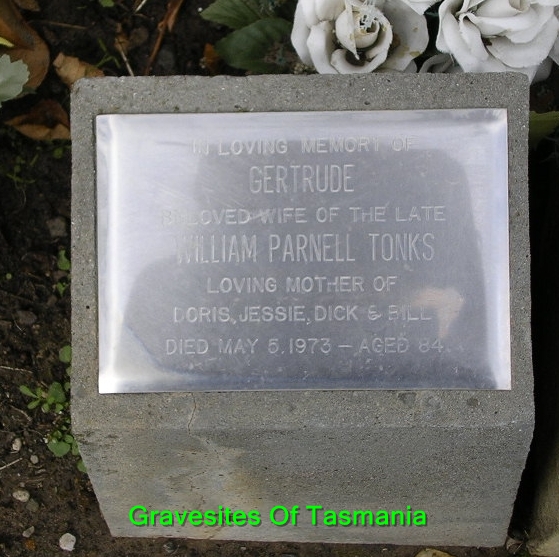 IN LOVING MEMORY OF
GERTRUDE
BELOVED WIFE OF THE LATE
WILLIAM PARNELL TONKS
LOVING MOTHER OF
DORIS, JESSIE, DICK & BILL
DIED MAY 5. 1973 — AGED 84.
Gravesites Of Tasmania